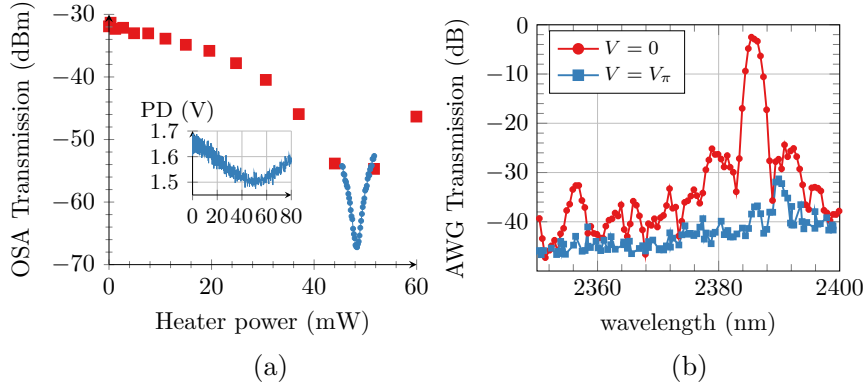 −30
−40
−50
−60
−70
OSA Transmission (dBm)
0
20
40
60
Heater power (mW)
PD (V)
1.7
1.6
1.5
0
20
40
60
80
(a)
0
−10
−20
−30
−40
AWG Transmission (dB)
V = 0
V = Vπ
2360
2380
2400
wavelength (nm)
(b)